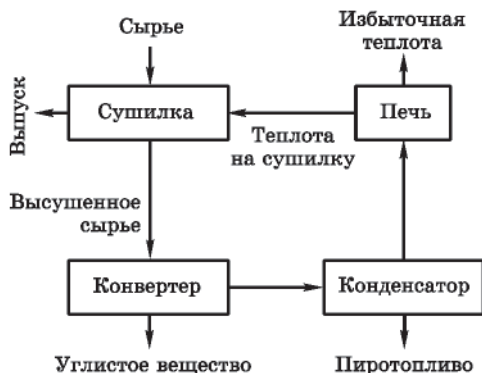 Сырье
Избыточная
теплота
Выпуск
Сушилка
Печь
Теплота
на сушилку
Высушенное
сырье
Конвертер
Конденсатор
Углистое вещество
Пиротопливо